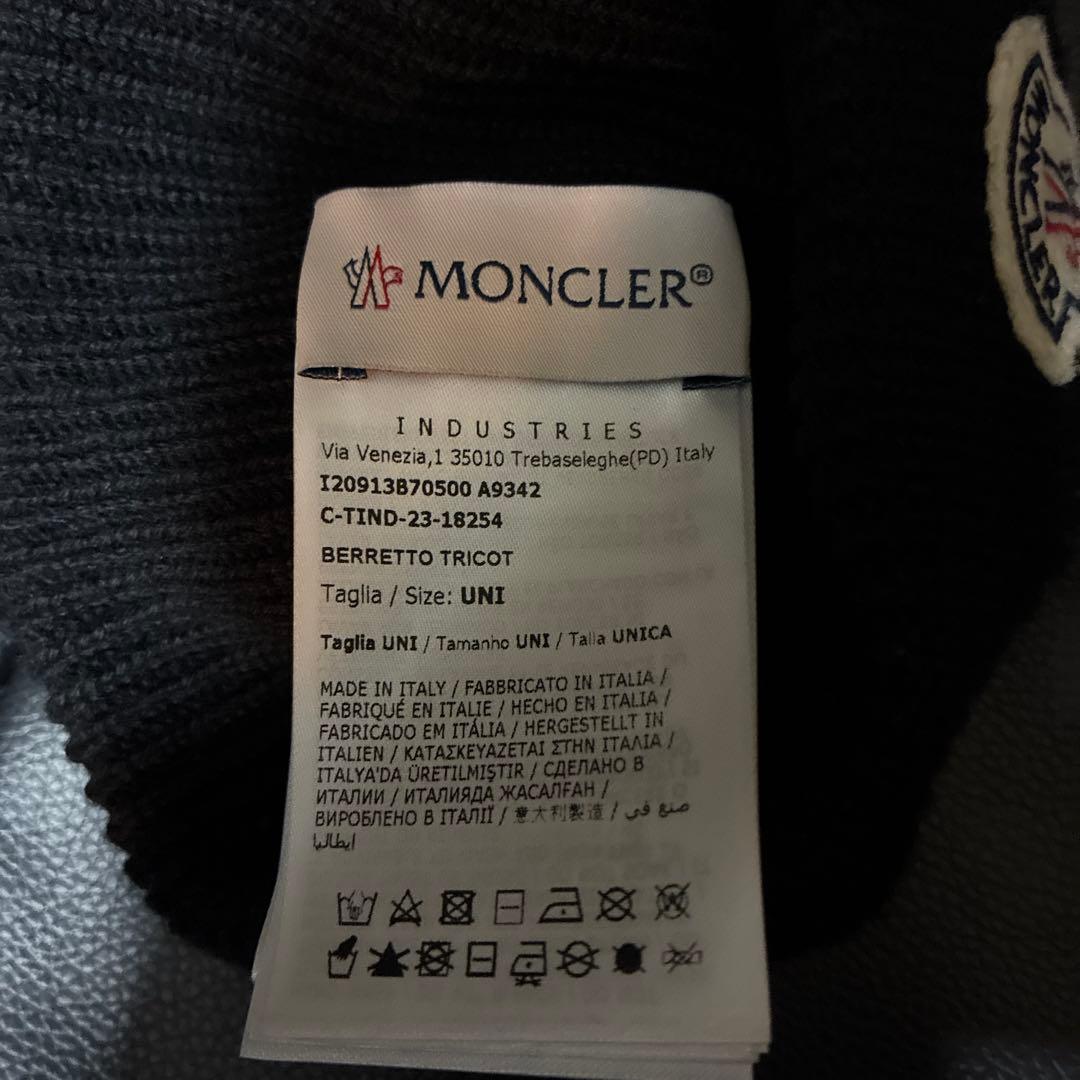 MONCLER®
INDUSTRIES
Via Venezia,1 35010 Trebaseleghe(PD) Italy
I20913B70500 A9342
C-TIND-23-18254
BERRETTO TRICOT
Taglia / Size: UNI
Taglia UNI / Tamanho UNI / Talla UNICA
MADE IN ITALY / FABBRICATO IN ITALIA /
FABRIQUÉ EN ITALIE / HECHO EN ITALIA /
FABRICADO EM ITÁLIA / HERGESTELLT IN
ITALIEN / ΚΑΤΑΣΚΕΥΑΖΕΤΑΙ ΣΤΗΝ ΙΤΑΛΙΑ /
ITALYA'DA ÜRETILMIŞTIR / СДЕЛАНО В
ИТАЛИИ / ИТАЛИЯДА ЖАСАЛҒАН /
ВИРОБЛЕНО В ІТАЛІЇ / 意大利製造 / صنع في
ايطاليا
MONCLER